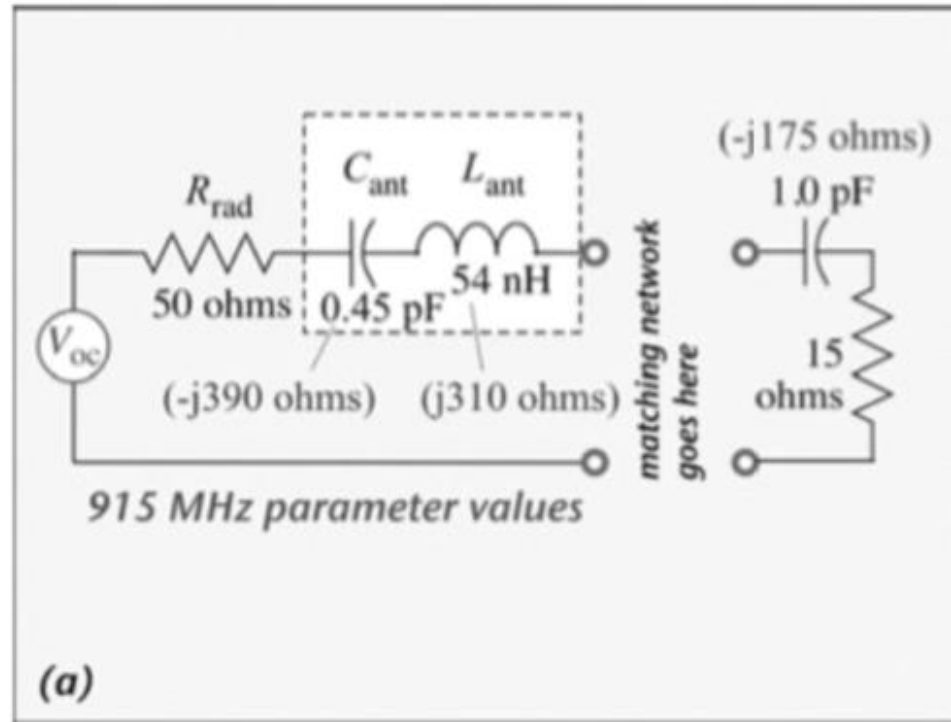 (-j175 ohms)
1.0 pF
C_ant
L_ant
R_rad
50 ohms
0.45 pF
54 nH
V_oc
(-j390 ohms)
(j310 ohms)
matching network
goes here
15
ohms
915 MHz parameter values
(a)